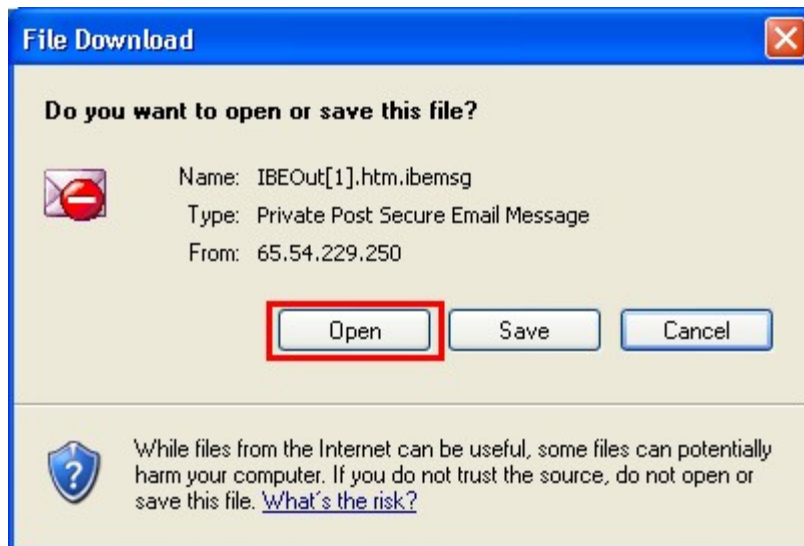 File Download
Do you want to open or save this file?
Name: IBEOut[1].htm.ibemsg
Type: Private Post Secure Email Message
From: 65.54.229.250
Open Save Cancel
While files from the Internet can be useful, some files can potentially
harm your computer. If you do not trust the source, do not open or
save this file. What's the risk?